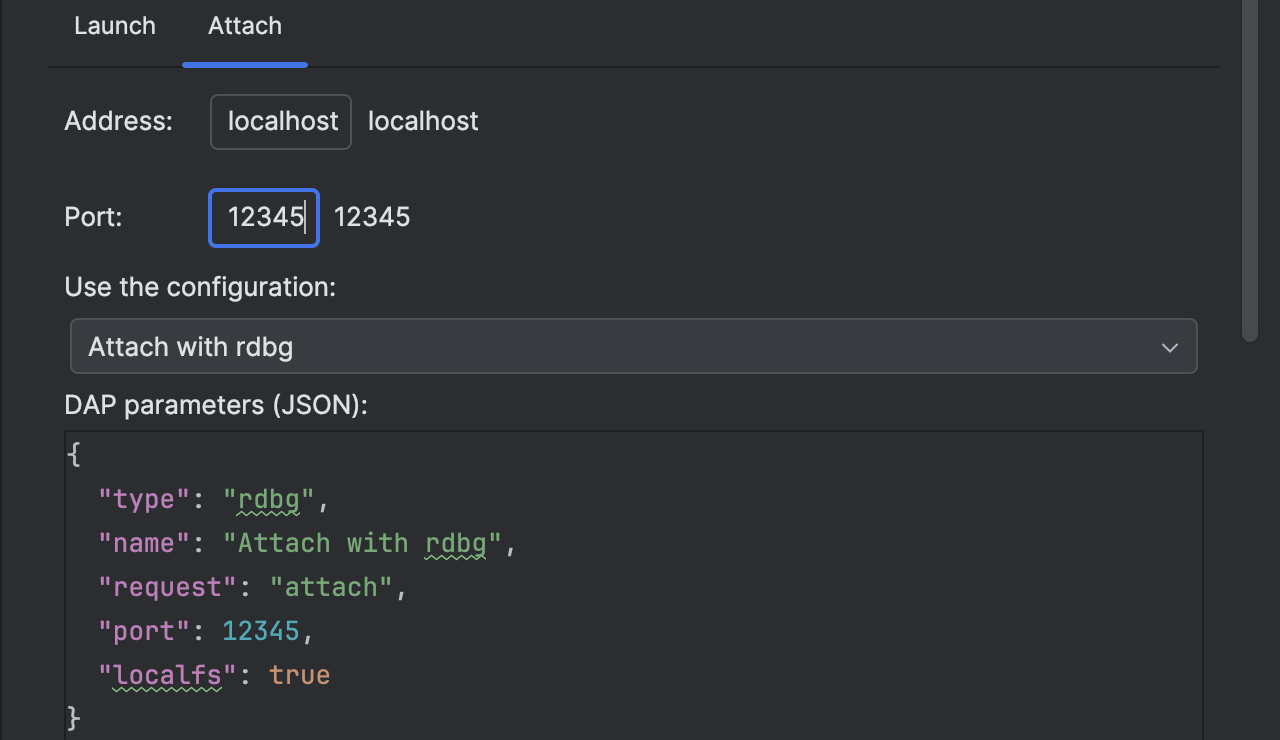 Launch Attach
Address: localhost localhost
Port: 12345 12345
Use the configuration:
Attach with rdbg
DAP parameters (JSON):
{
  "type": "rdbg",
  "name": "Attach with rdbg",
  "request": "attach",
  "port": 12345,
  "localfs": true
}